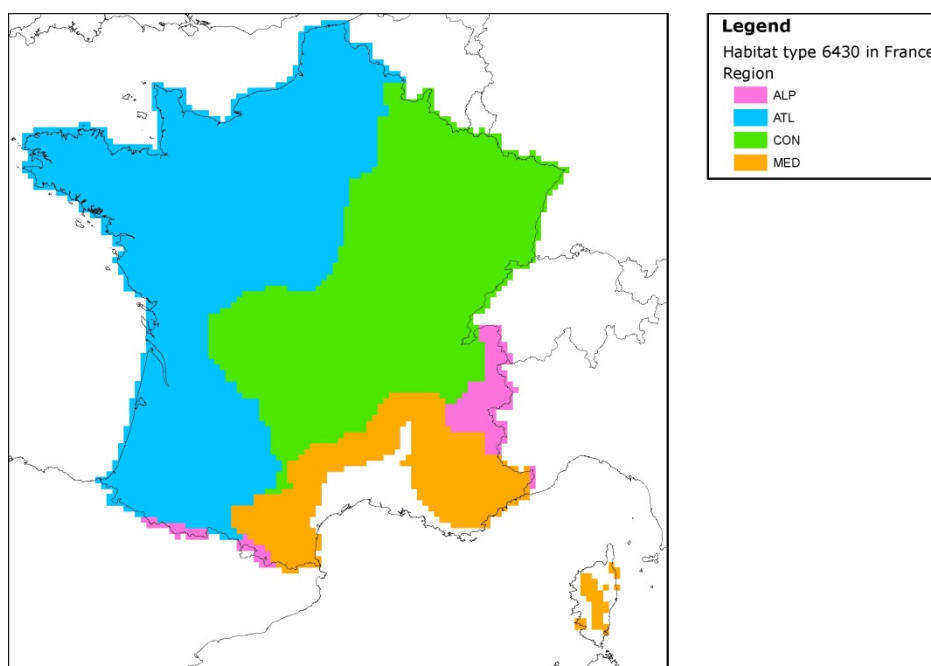 Legend
Habitat type 6430 in France
Region
ALP
ATL
CON
MED